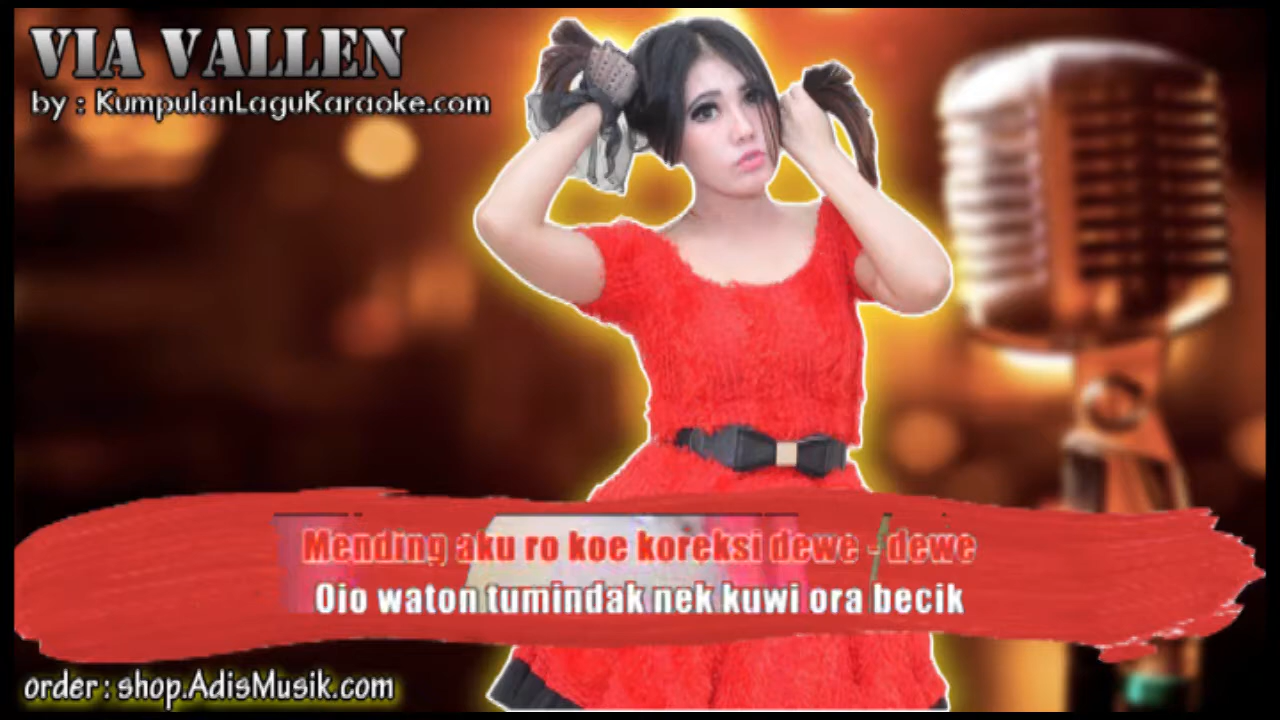 VIA VALLEN
by : KumpulanLaguKaraoke.com
Mending aku ro koe koreksi dewe - dewe
Ojo waton tumindak nek kuwi ora becik
order : shop.AdisMusik.com